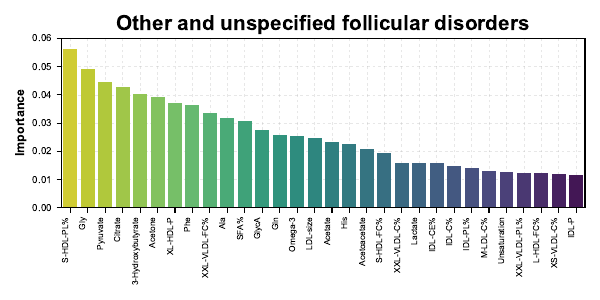 Other and unspecified follicular disorders
Importance
0.06
0.05
0.04
0.03
0.02
0.01
0.00
S-HDL-PL%
Gly
Pyruvate
Citrate
3-Hydroxybutyrate
Acetone
XL-HDL-P
Phe
XXL-VLDL-FC%
Ala
SFA%
GlycA
Gln
Omega-3
LDL-size
Acetate
His
Acetoacetate
S-HDL-FC%
XXL-VLDL-C%
Lactate
IDL-CE%
IDL-C%
IDL-PL%
M-LDL-C%
Unsaturation
XXL-VLDL-PL%
L-HDL-FC%
XS-VLDL-C%
IDL-P